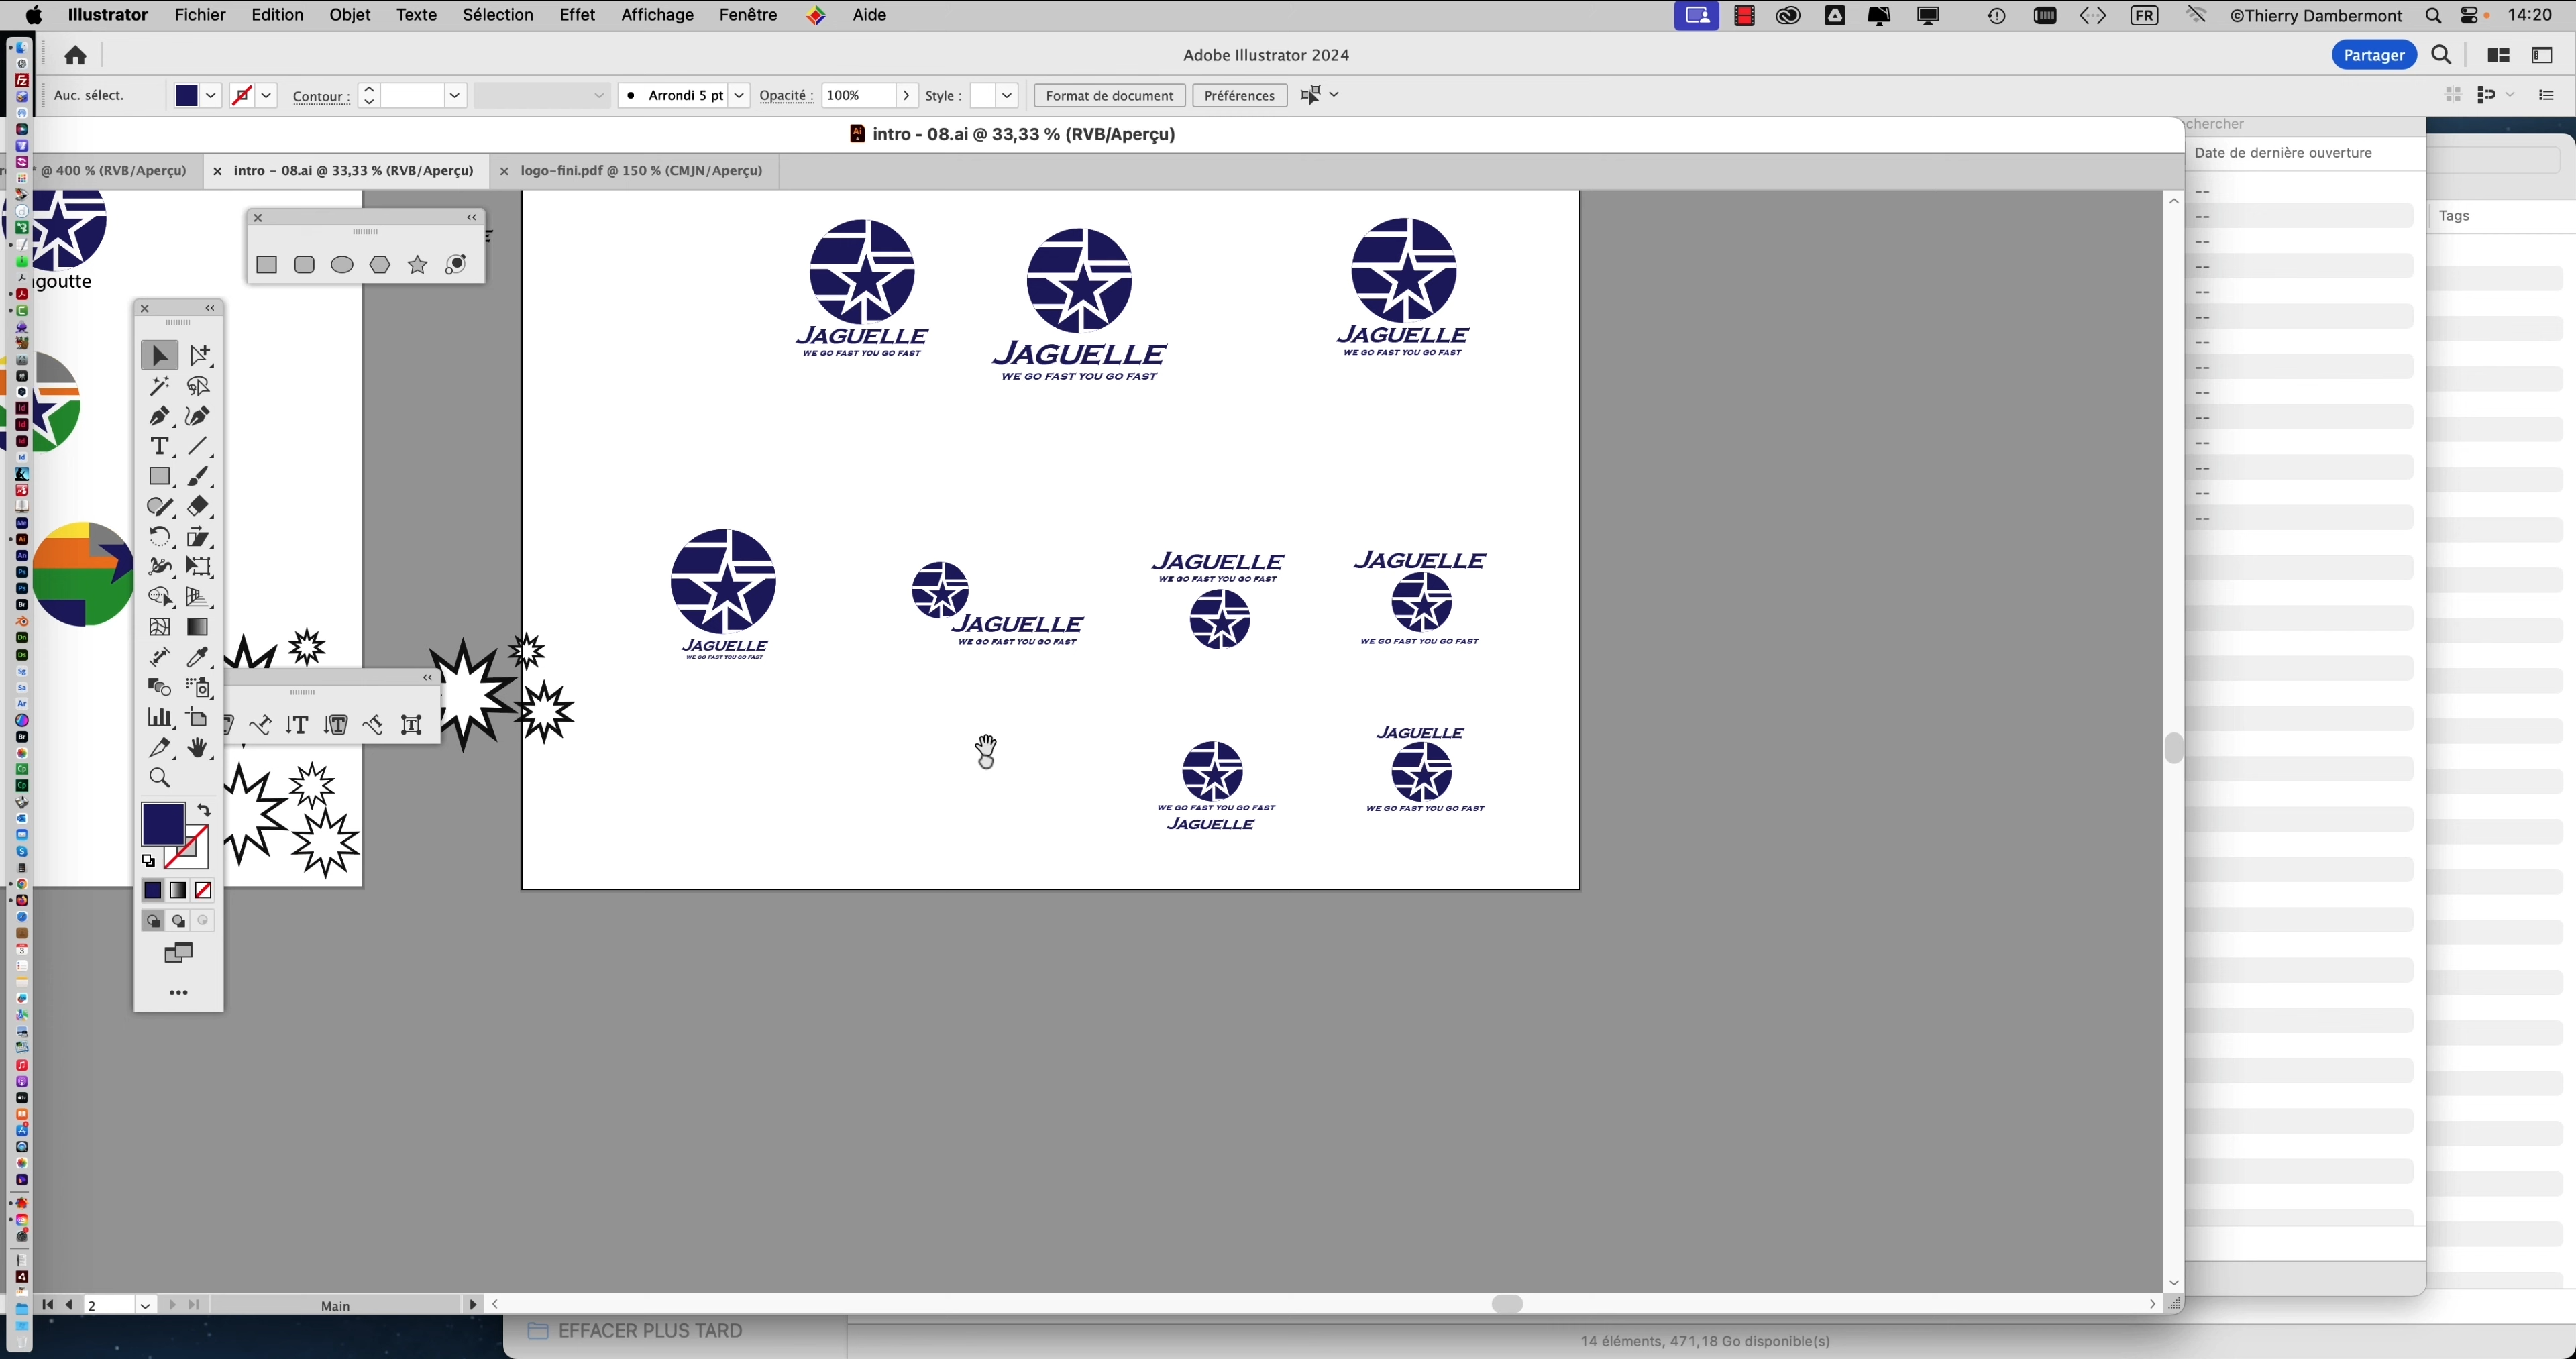 Illustrator Fichier Edition Objet Texte Sélection Effet Affichage Fenêtre Aide FR ©Thierry Dambermont 14:20
Adobe Illustrator 2024 Partager
Auc. sélect. Contour : Arrondi 5 pt Opacité : 100% Style : Format de document Préférences
intro - 08.ai @ 33,33 % (RVB/Aperçu)
@ 400 % (RVB/Aperçu) intro - 08.ai @ 33,33 % (RVB/Aperçu) logo-fini.pdf @ 150 % (CMJN/Aperçu)
chercher
Date de dernière ouverture
Tags
goutte
JAGUELLE
WE GO FAST YOU GO FAST
JAGUELLE
WE GO FAST YOU GO FAST
JAGUELLE
WE GO FAST YOU GO FAST
JAGUELLE
WE GO FAST YOU GO FAST
JAGUELLE
WE GO FAST YOU GO FAST
JAGUELLE
WE GO FAST YOU GO FAST
JAGUELLE
WE GO FAST YOU GO FAST
WE GO FAST YOU GO FAST
JAGUELLE
JAGUELLE
WE GO FAST YOU GO FAST
2 Main
EFFACER PLUS TARD
14 éléments, 471,18 Go disponible(s)